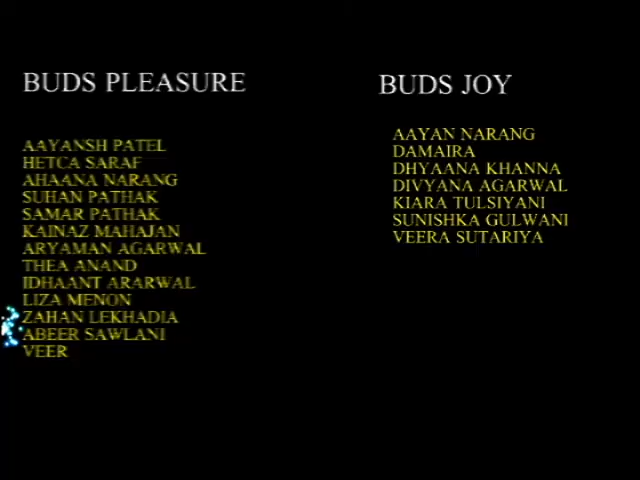 BUDS PLEASURE
AAYANSH PATEL
HETCA SARAF
AHAANA NARANG
SUHAN PATHAK
SAMAR PATHAK
KAINAZ MAHAJAN
ARYAMAN AGARWAL
THEA ANAND
IDHAANT ARARWAL
LIZA MENON
ZAHAN LEKHADIA
ABEER SAWLANI
VEER
BUDS JOY
AAYAN NARANG
DAMAIRA
DHYAANA KHANNA
DIVYANA AGARWAL
KIARA TULSIYANI
SUNISHKA GULWANI
VEERA SUTARIYA